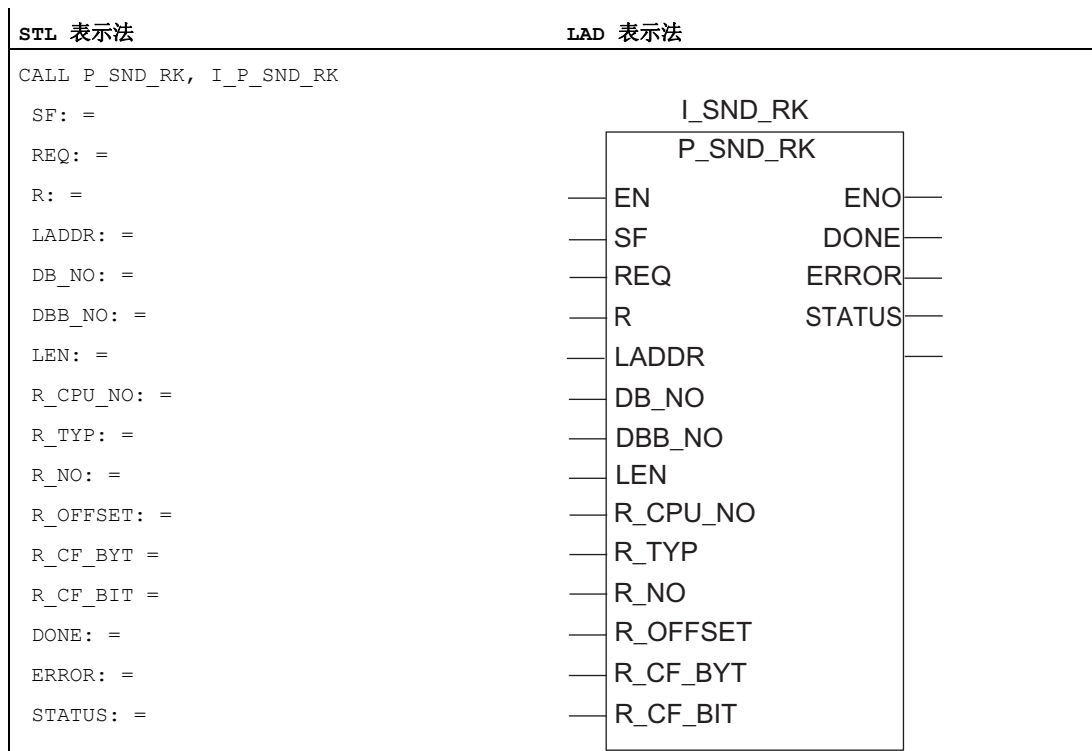 STL 表示法
LAD 表示法
CALL P_SND_RK, I_P_SND_RK
SF: =
REQ: =
R: =
LADDR: =
DB_NO: =
DBB_NO: =
LEN: =
R_CPU_NO: =
R_TYP: =
R_NO: =
R_OFFSET: =
R_CF_BYT =
R_CF_BIT =
DONE: =
ERROR: =
STATUS: =
I_SND_RK
P_SND_RK
EN ENO
SF DONE
REQ ERROR
R STATUS
LADDR
DB_NO
DBB_NO
LEN
R_CPU_NO
R_TYP
R_NO
R_OFFSET
R_CF_BYT
R_CF_BIT